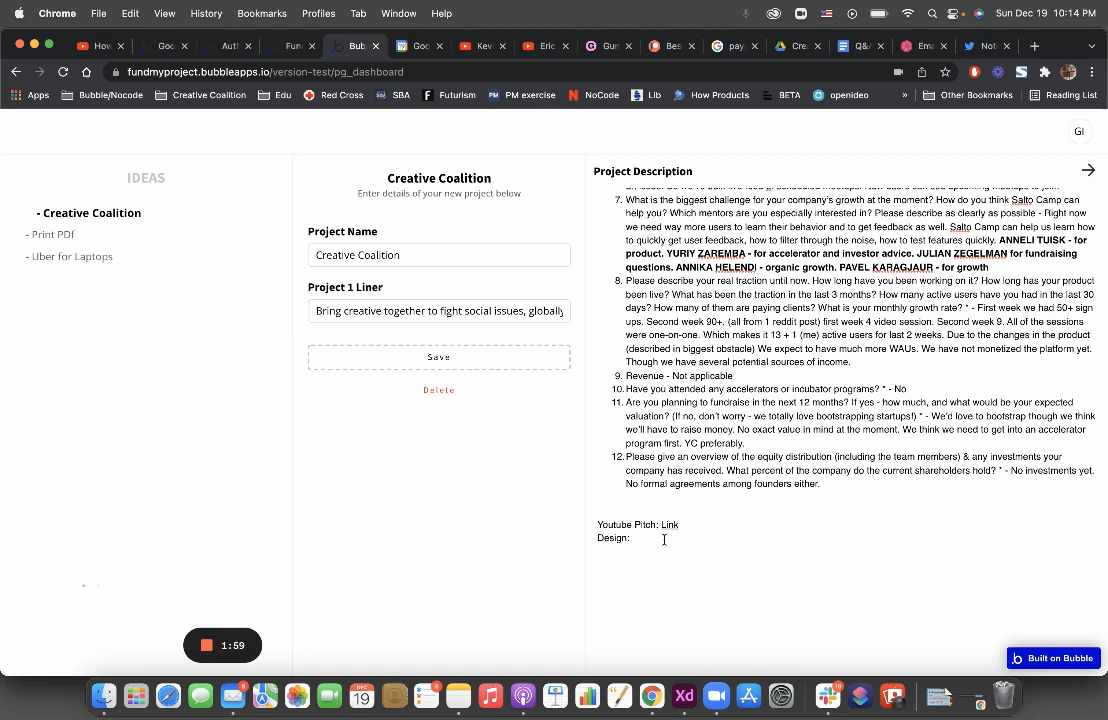 Chrome File Edit View History Bookmarks Profiles Tab Window Help Sun Dec 19 10:14 PM
How Goo Aut Fun Bub Goo Kev Eric Gun Bes pay Cre Q&A Ema Not
fundmyproject.bubbleapps.io/version-test/pg_dashboard
Apps Bubble/Nocode Creative Coalition Edu Red Cross SBA Futurism PM exercise NoCode Lib How Products BETA openideo » Other Bookmarks Reading List
GI
IDEAS
- Creative Coalition
- Print PDf
- Uber for Laptops
Creative Coalition
Enter details of your new project below
Project Name
Creative Coalition
Project 1 Liner
Bring creative together to fight social issues, globally
Save
Delete
Project Description
7. What is the biggest challenge for your company's growth at the moment? How do you think Salto Camp can
help you? Which mentors are you especially interested in? Please describe as clearly as possible - Right now
we need way more users to learn their behavior and to get feedback as well. Salto Camp can help us learn
how to quickly get user feedback, how to filter through the noise, how to test features quickly. ANNELI TUISK - for
product. YURIY ZAREMBA - for accelerator and investor advice. JULIAN ZEGELMAN for fundraising
questions. ANNIKA HELENDI - organic growth. PAVEL KARAGJAUR - for growth
8. Please describe your real traction until now. How long have you been working on it? How long has your product
been live? What has been the traction in the last 3 months? How many active users have you had in the last 30
days? How many of them are paying clients? What is your monthly growth rate? * - First week we had 50+ sign
ups. Second week 90+. (all from 1 reddit post) first week 4 video session. Second week 9. All of the sessions
were one-on-one. Which makes it 13 + 1 (me) active users for last 2 weeks. Due to the changes in the product
(described in biggest obstacle) We expect to have much more WAUs. We have not monetized the platform yet.
Though we have several potential sources of income.
9. Revenue - Not applicable
10. Have you attended any accelerators or incubator programs? * - No
11. Are you planning to fundraise in the next 12 months? If yes - how much, and what would be your expected
valuation? (If no, don't worry - we totally love bootstrapping startups!) * - We'd love to bootstrap though we think
we'll have to raise money. No exact value in mind at the moment. We think we need to get into an accelerator
program first. YC preferably.
12. Please give an overview of the equity distribution (including the team members) & any investments your
company has received. What percent of the company do the current shareholders hold? * - No investments yet.
No formal agreements among founders either.
Youtube Pitch: Link
Design:
1:59
Built on Bubble